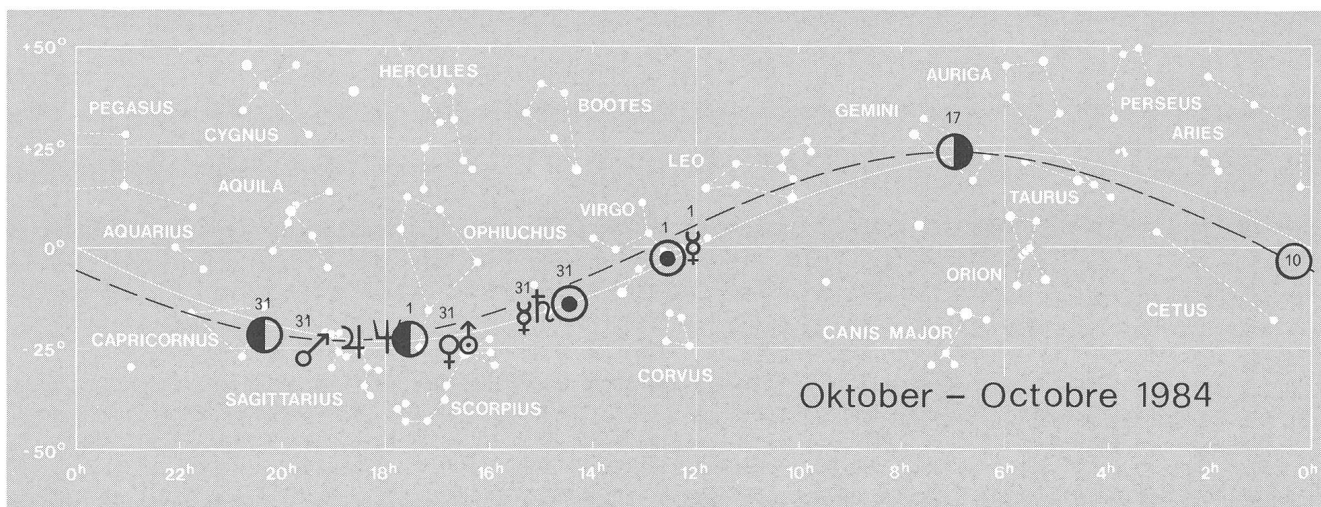 +50°
HERCULES
AURIGA
PEGASUS
BOOTES
GEMINI
PERSEUS
CYGNUS
17
ARIES
+25°
LEO
AQUILA
TAURUS
VIRGO
1
AQUARIUS
OPHIUCHUS
1
0°
10
31
31
ORION
31
31
1
31
CETUS
CAPRICORNUS
CANIS MAJOR
-25°
CORVUS
SAGITTARIUS
SCORPIUS
Oktober – Octobre 1984
-50°
0h 22h 20h 18h 16h 14h 12h 10h 8h 6h 4h 2h 0h